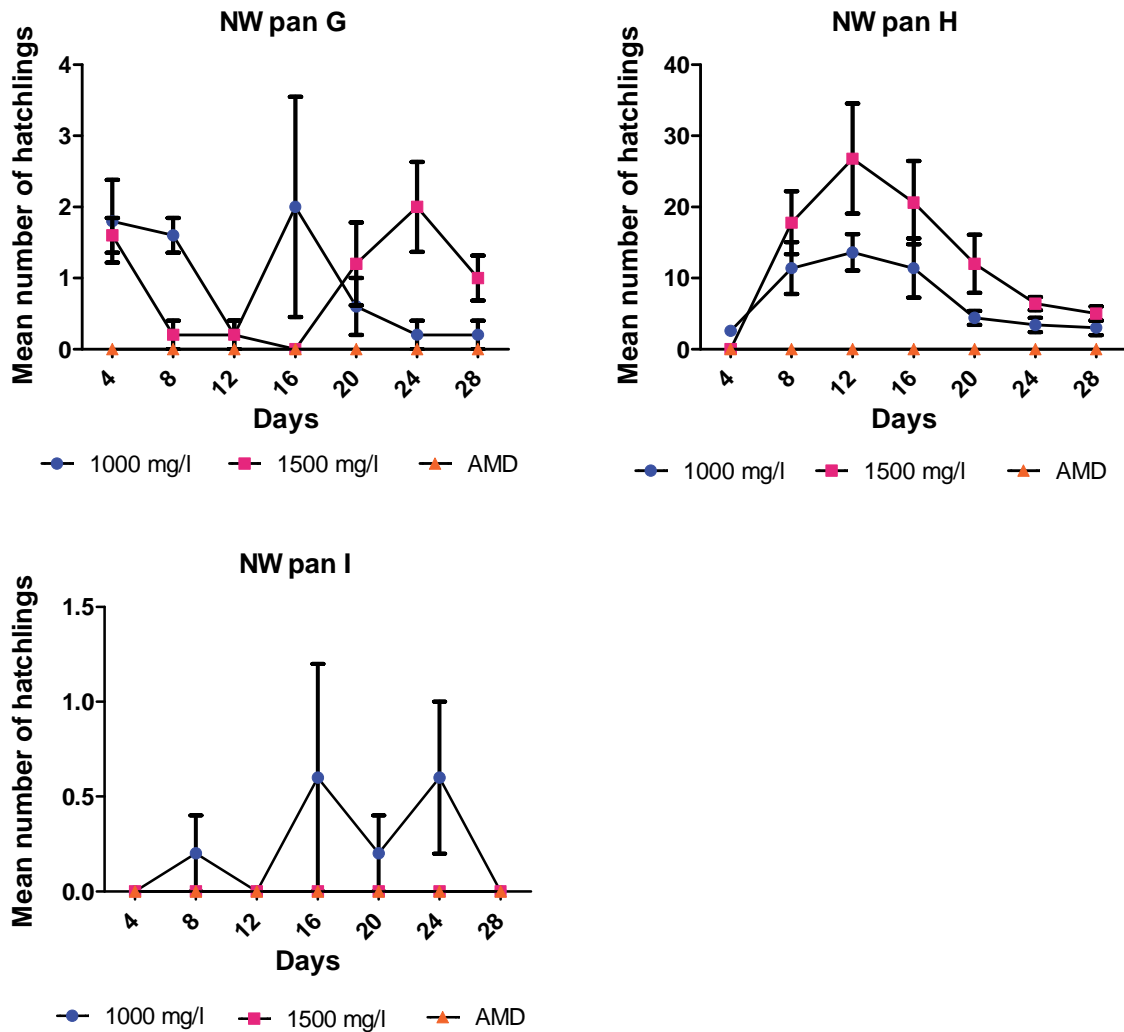 NW pan G
Mean number of hatchlings
4
3
2
1
0
4 8 12 16 20 24 28
Days
1000 mg/l 1500 mg/l AMD
NW pan H
Mean number of hatchlings
40
30
20
10
0
4 8 12 16 20 24 28
Days
1000 mg/l 1500 mg/l AMD
NW pan I
Mean number of hatchlings
1.5
1.0
0.5
0.0
4 8 12 16 20 24 28
Days
1000 mg/l 1500 mg/l AMD